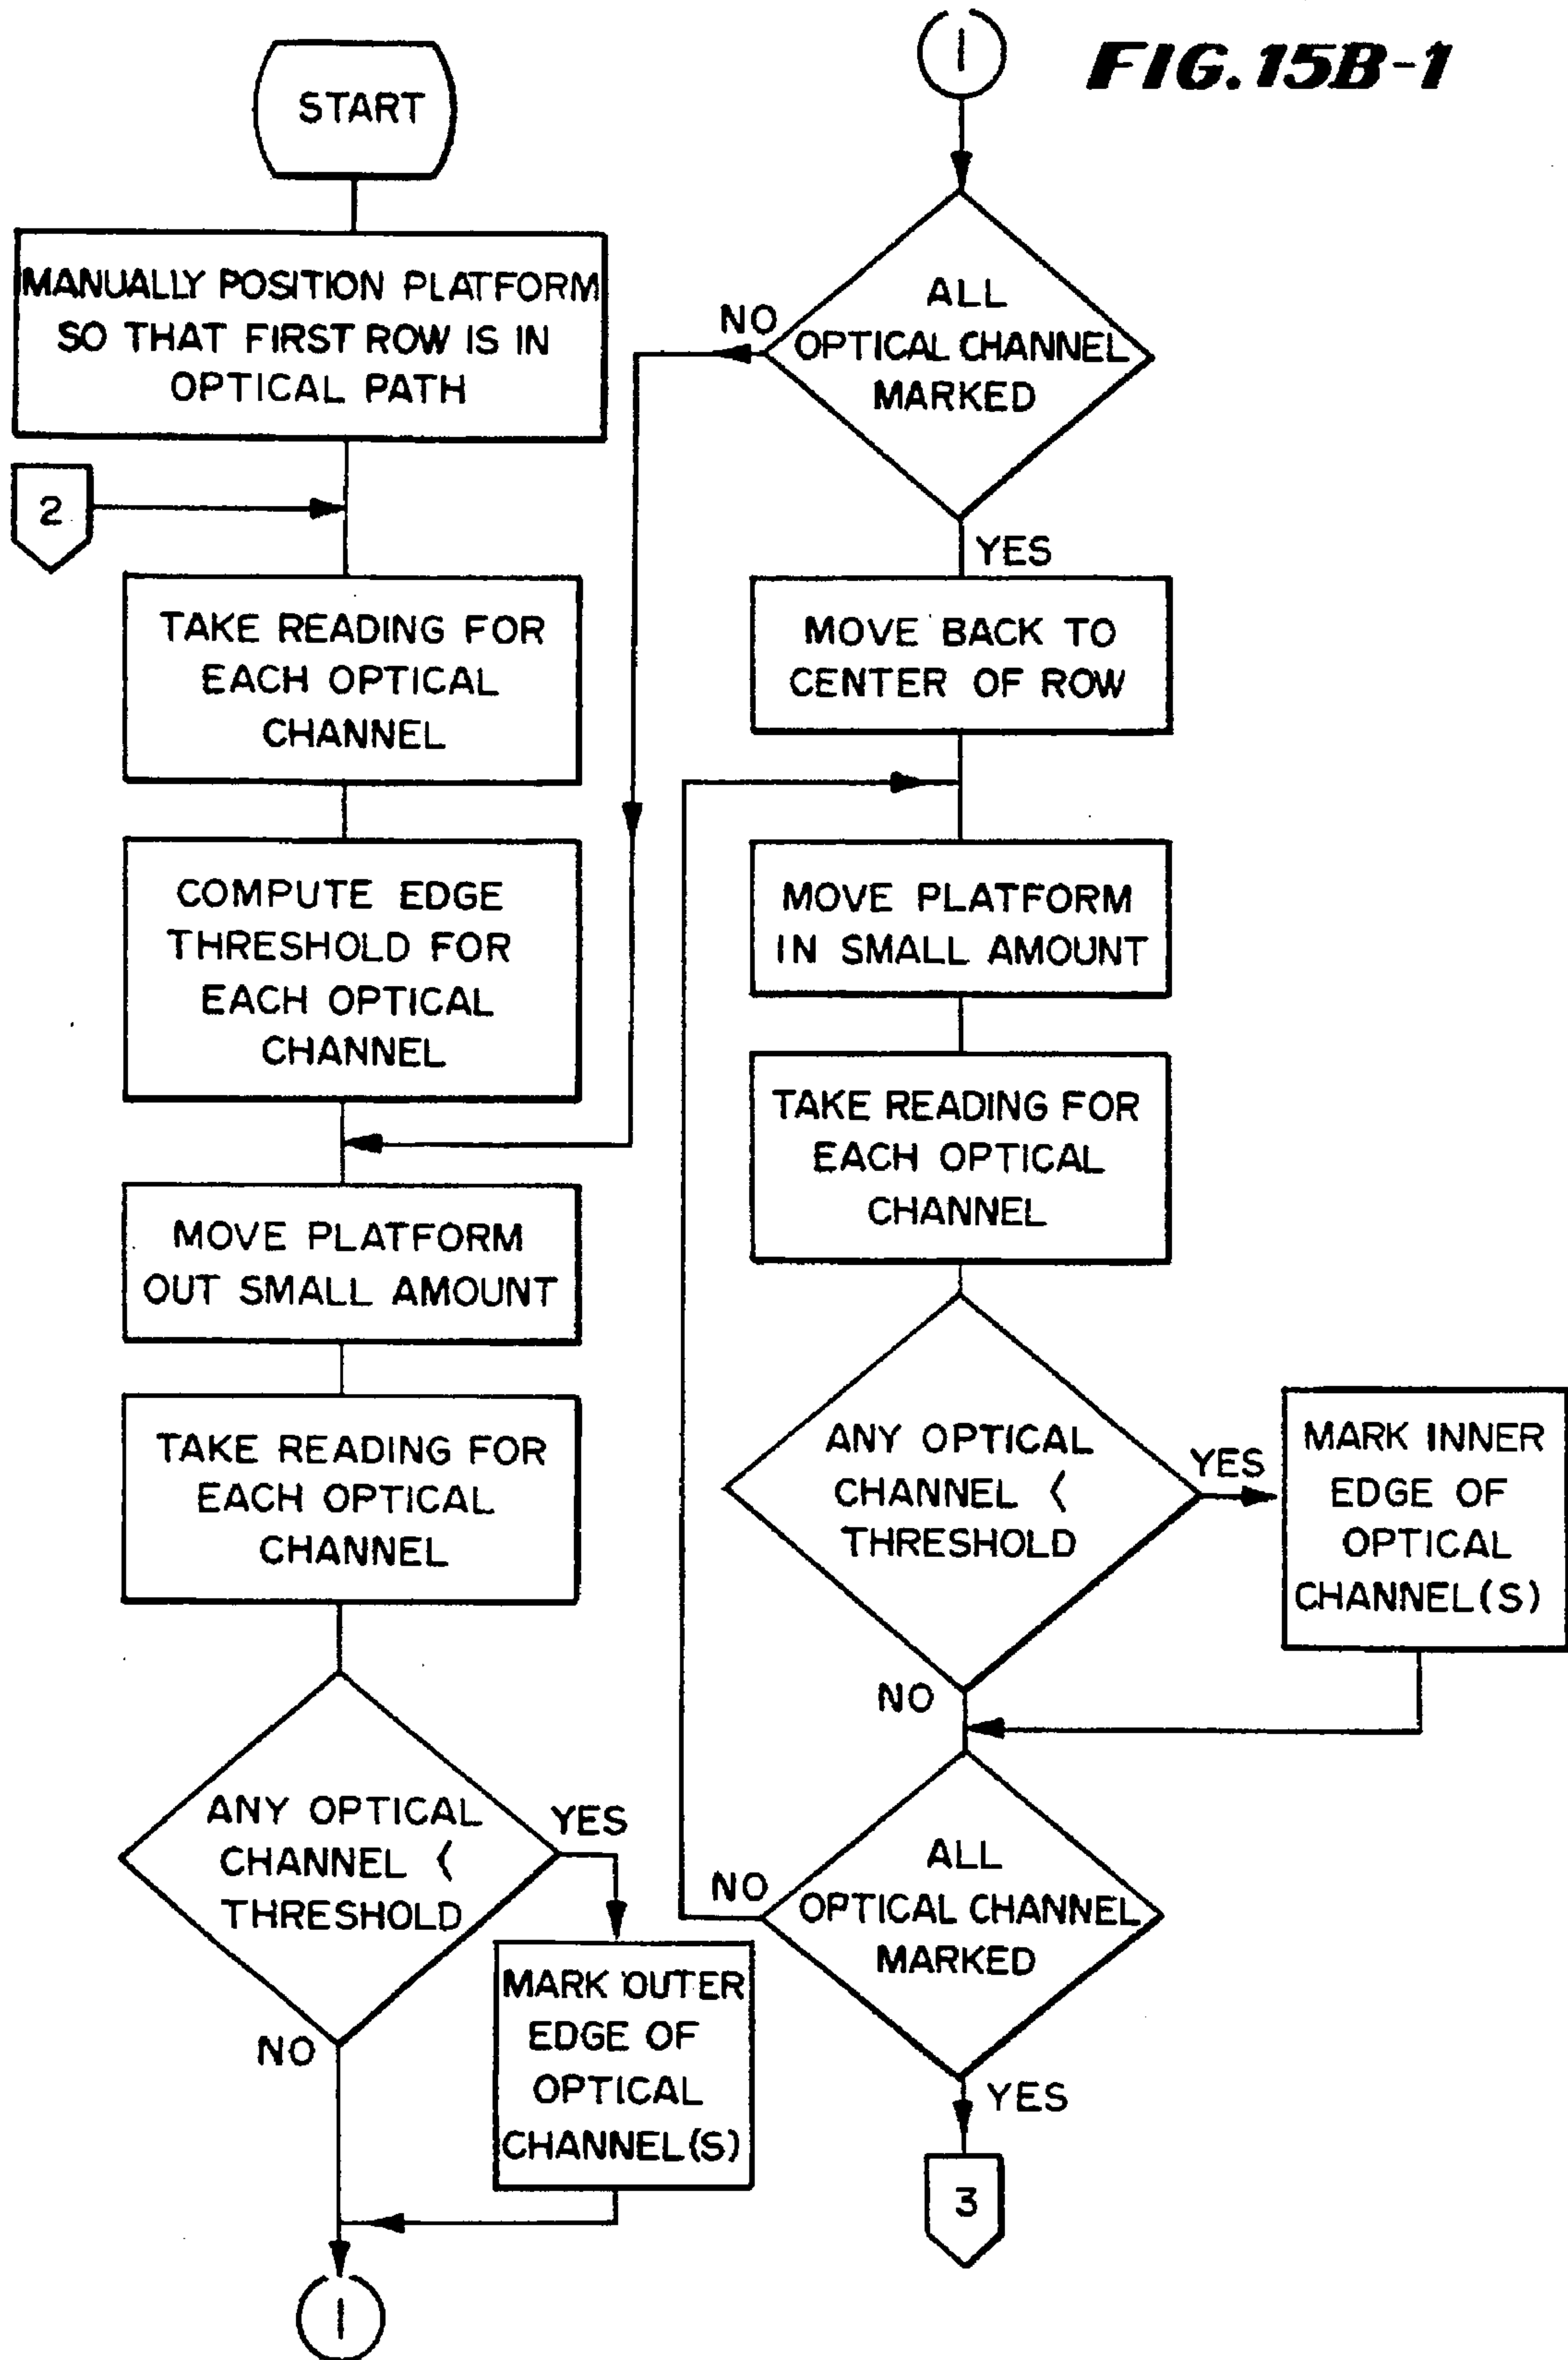 FIG. 15B-1
START
MANUALLY POSITION PLATFORM
SO THAT FIRST ROW IS IN
OPTICAL PATH
2
TAKE READING FOR
EACH OPTICAL
CHANNEL
COMPUTE EDGE
THRESHOLD FOR
EACH OPTICAL
CHANNEL
MOVE PLATFORM
OUT SMALL AMOUNT
TAKE READING FOR
EACH OPTICAL
CHANNEL
ANY OPTICAL
CHANNEL <
THRESHOLD
YES
NO
MARK OUTER
EDGE OF
OPTICAL
CHANNEL(S)
1
1
ALL
OPTICAL CHANNEL
MARKED
NO
YES
MOVE BACK TO
CENTER OF ROW
MOVE PLATFORM
IN SMALL AMOUNT
TAKE READING FOR
EACH OPTICAL
CHANNEL
ANY OPTICAL
CHANNEL <
THRESHOLD
YES
MARK INNER
EDGE OF
OPTICAL
CHANNEL(S)
NO
ALL
OPTICAL CHANNEL
MARKED
NO
YES
3